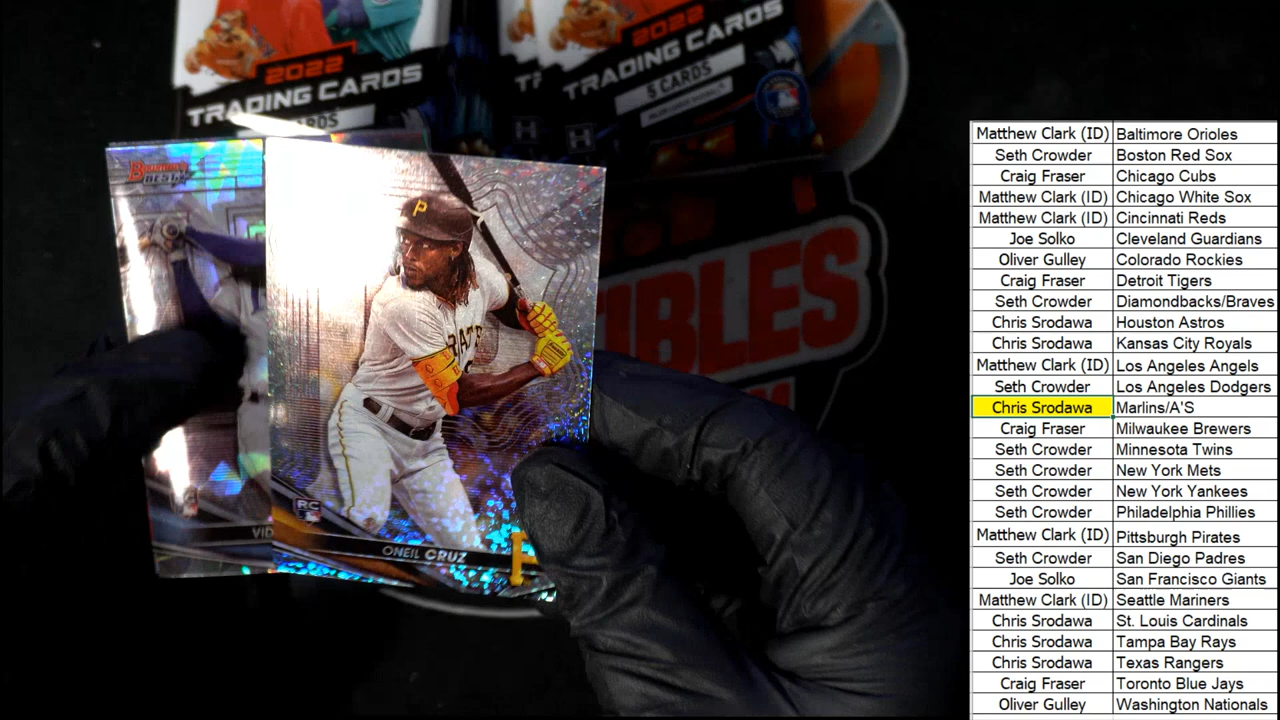 2022
TRADING CARDS
CARDS
2022
TRADING CARDS
5 CARDS
H
H
BOWMAN'S
BEST
P
PIRATES
RC
ONEIL CRUZ
P
VID
IBLES
Matthew Clark (ID) Baltimore Orioles
Seth Crowder Boston Red Sox
Craig Fraser Chicago Cubs
Matthew Clark (ID) Chicago White Sox
Matthew Clark (ID) Cincinnati Reds
Joe Solko Cleveland Guardians
Oliver Gulley Colorado Rockies
Craig Fraser Detroit Tigers
Seth Crowder Diamondbacks/Braves
Chris Srodawa Houston Astros
Chris Srodawa Kansas City Royals
Matthew Clark (ID) Los Angeles Angels
Seth Crowder Los Angeles Dodgers
Chris Srodawa Marlins/A'S
Craig Fraser Milwaukee Brewers
Seth Crowder Minnesota Twins
Seth Crowder New York Mets
Seth Crowder New York Yankees
Seth Crowder Philadelphia Phillies
Matthew Clark (ID) Pittsburgh Pirates
Seth Crowder San Diego Padres
Joe Solko San Francisco Giants
Matthew Clark (ID) Seattle Mariners
Chris Srodawa St. Louis Cardinals
Chris Srodawa Tampa Bay Rays
Chris Srodawa Texas Rangers
Craig Fraser Toronto Blue Jays
Oliver Gulley Washington Nationals